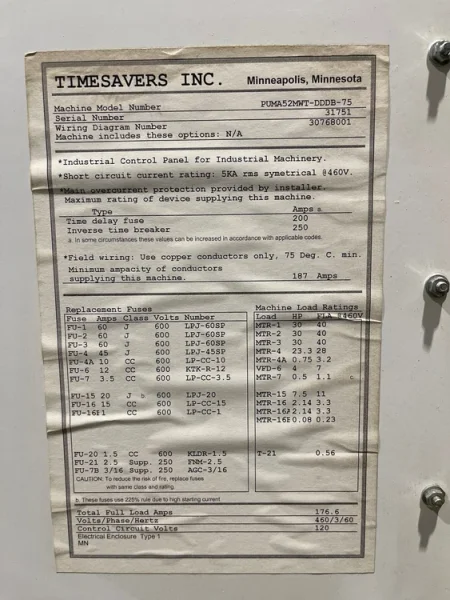 TIMESAVERS INC. Minneapolis, Minnesota
Machine Model Number PUMA52MWT-DDDB-75
Serial Number 31751
Wiring Diagram Number 30768001
Machine includes these options: N/A
*Industrial Control Panel for Industrial Machinery.
*Short circuit current rating: 5KA rms symetrical @460V.
*Main overcurrent protection provided by installer.
Maximum rating of device supplying this machine.
Type Amps a.
Time delay fuse 200
Inverse time breaker 250
a. In some circumstances these values can be increased in accordance with applicable codes.
*Field wiring: Use copper conductors only, 75 Deg. C. min.
Minimum ampacity of conductors
supplying this machine. 187 Amps
Replacement Fuses
Fuse Amps Class Volts Number
FU-1 60 J 600 LPJ-60SP
FU-2 60 J 600 LPJ-60SP
FU-3 60 J 600 LPJ-60SP
FU-4 45 J 600 LPJ-45SP
FU-4A 10 CC 600 LP-CC-10
FU-6 12 CC 600 KTK-R-12
FU-7 3.5 CC 600 LP-CC-3.5
FU-15 20 J b 600 LPJ-20
FU-16 15 CC 600 LP-CC-15
FU-16E1 CC 600 LP-CC-1
FU-20 1.5 CC 600 KLDR-1.5
FU-21 2.5 Supp. 250 FNM-2.5
FU-7B 3/16 Supp. 250 AGC-3/16
CAUTION: To reduce the risk of fire, replace fuses
with same class and rating.
b. These fuses use 225% rule due to high starting current
Machine Load Ratings
Load HP FLA @460V
MTR-1 30 40
MTR-2 30 40
MTR-3 30 40
MTR-4 23.3 28
MTR-4A 0.75 3.2
VFD-6 4 7
MTR-7 0.5 1.1 b
MTR-15 7.5 11
MTR-16 2.14 3.3
MTR-16A 2.14 3.3
MTR-16E 0.08 0.23
T-21 0.56
Total Full Load Amps 176.6
Volts/Phase/Hertz 460/3/60
Control Circuit Volts 120
Electrical Enclosure Type 1
MN